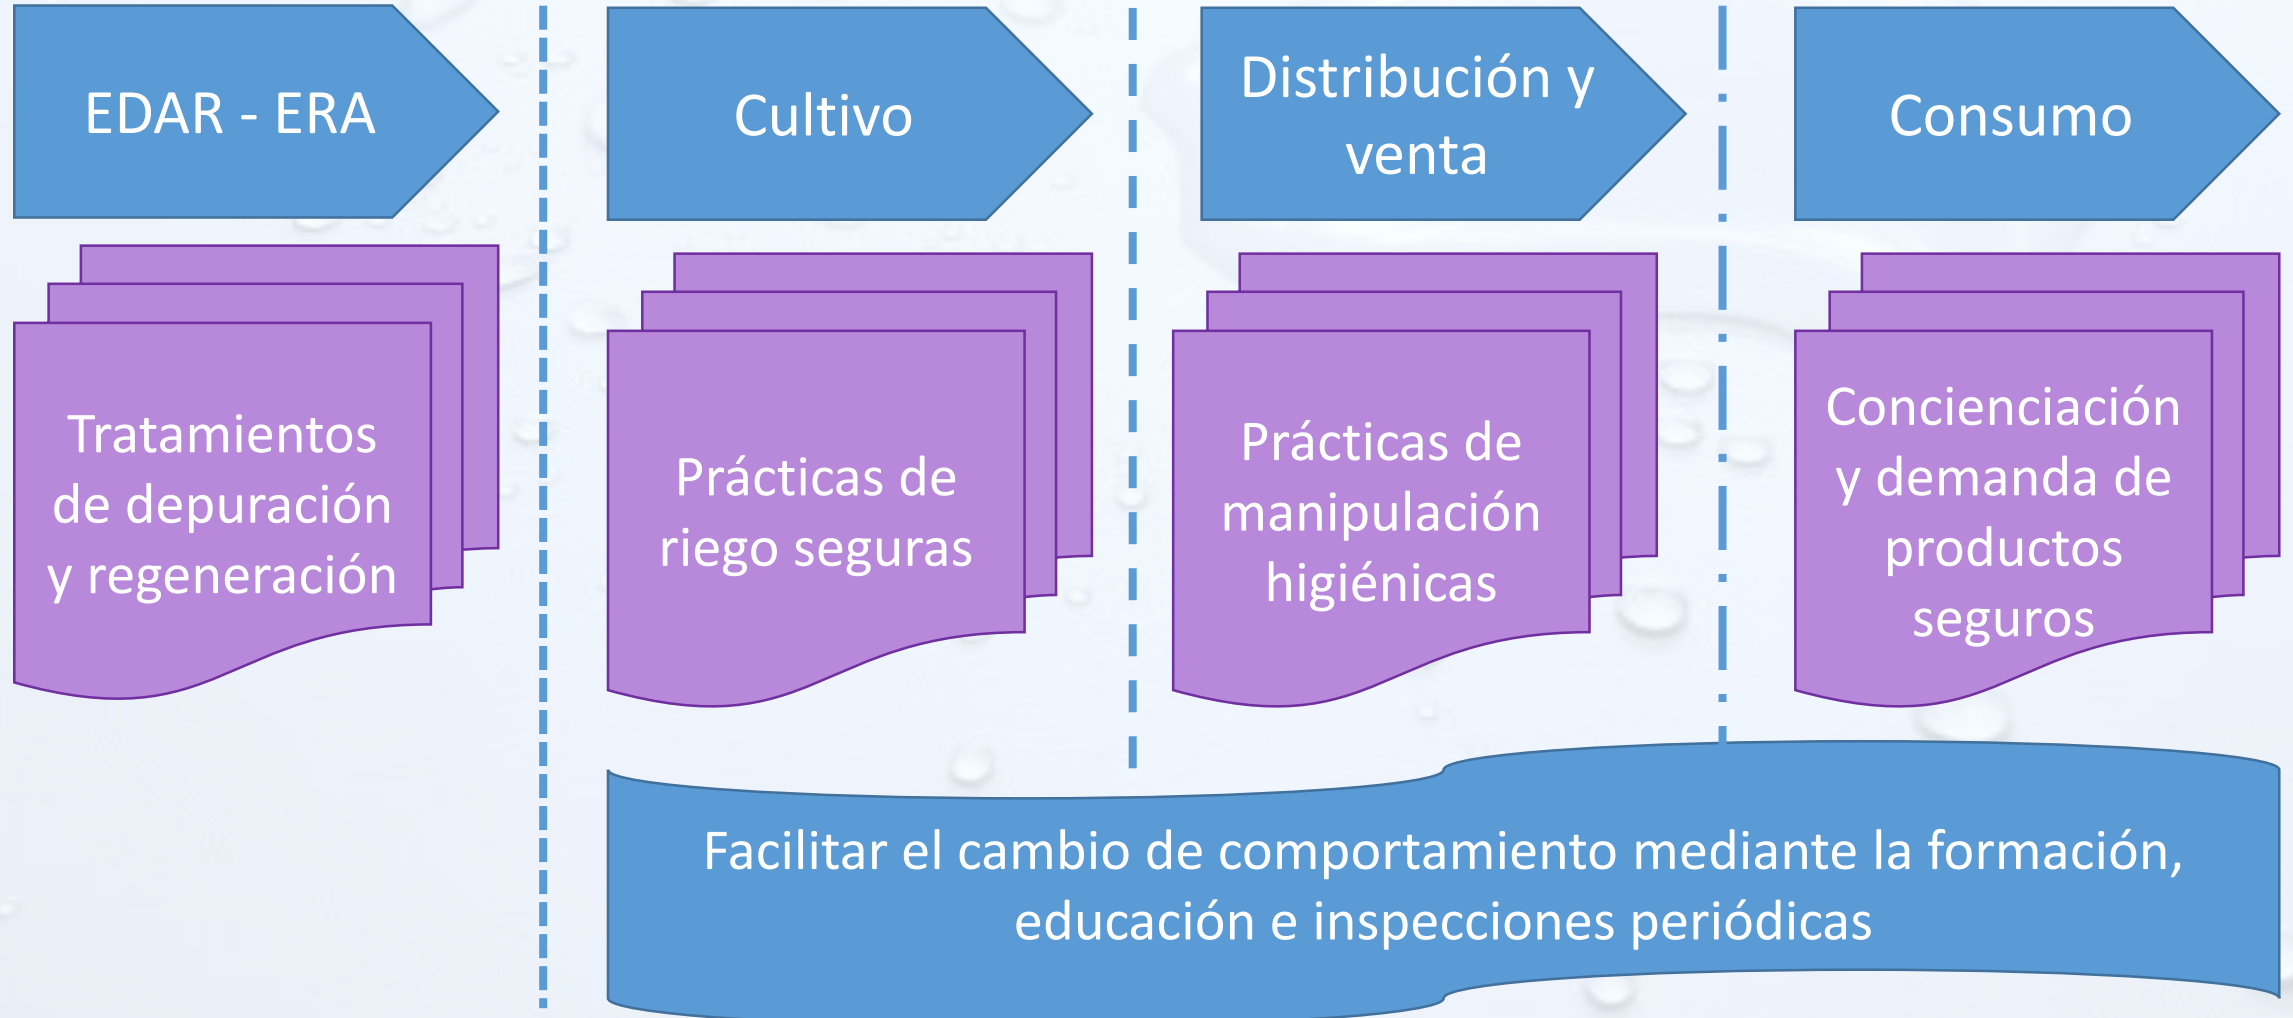 EDAR - ERA
Cultivo
Distribución y
venta
Consumo
Tratamientos
de depuración
y regeneración
Prácticas de
riego seguras
Prácticas de
manipulación
higiénicas
Concienciación
y demanda de
productos
seguros
Facilitar el cambio de comportamiento mediante la formación,
educación e inspecciones periódicas